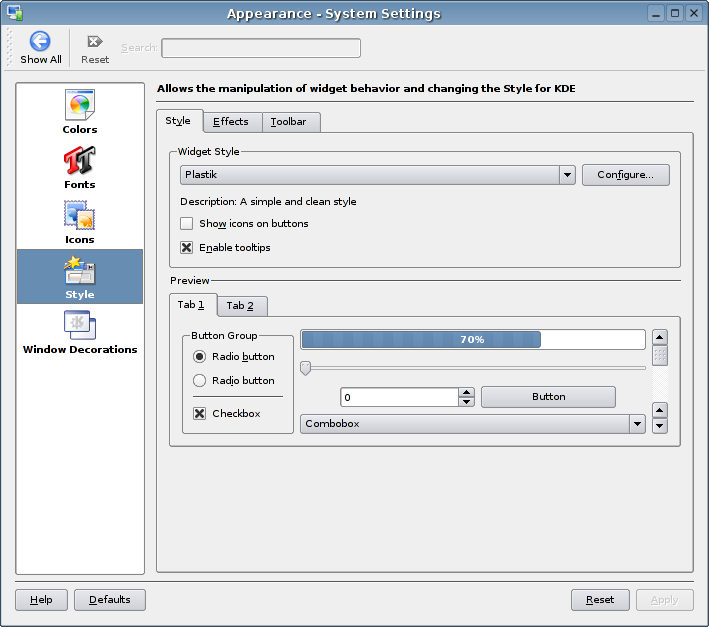 Appearance - System Settings
Show All
Reset
Search:
Allows the manipulation of widget behavior and changing the Style for KDE
Colors
Fonts
Icons
Style
Window Decorations
Style
Effects
Toolbar
Widget Style
Plastik
Configure...
Description: A simple and clean style
Show icons on buttons
Enable tooltips
Preview
Tab 1
Tab 2
Button Group
Radio button
Radio button
Checkbox
70%
0
Button
Combobox
Help
Defaults
Reset
Apply